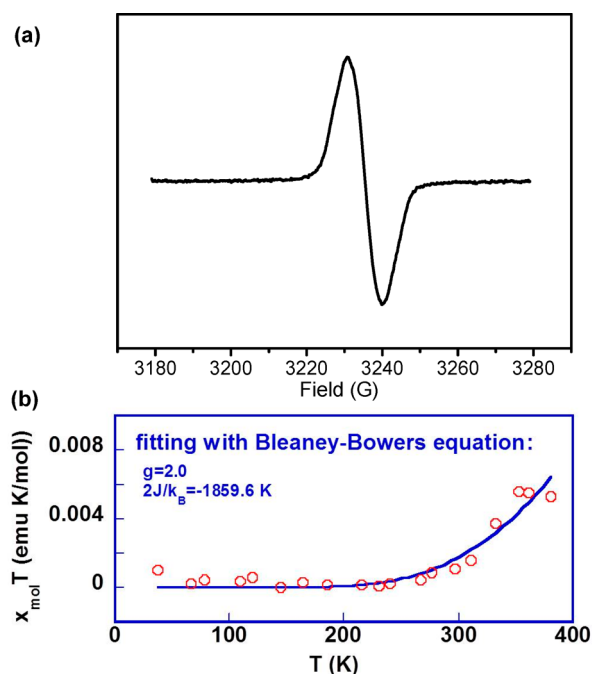 (a)
3180 3200 3220 3240 3260 3280
Field (G)
(b)
fitting with Bleaney-Bowers equation:
g=2.0
2J/kB=-1859.6 K
0.008
0.004
0
xmolT (emu K/mol))
0 100 200 300 400
T (K)